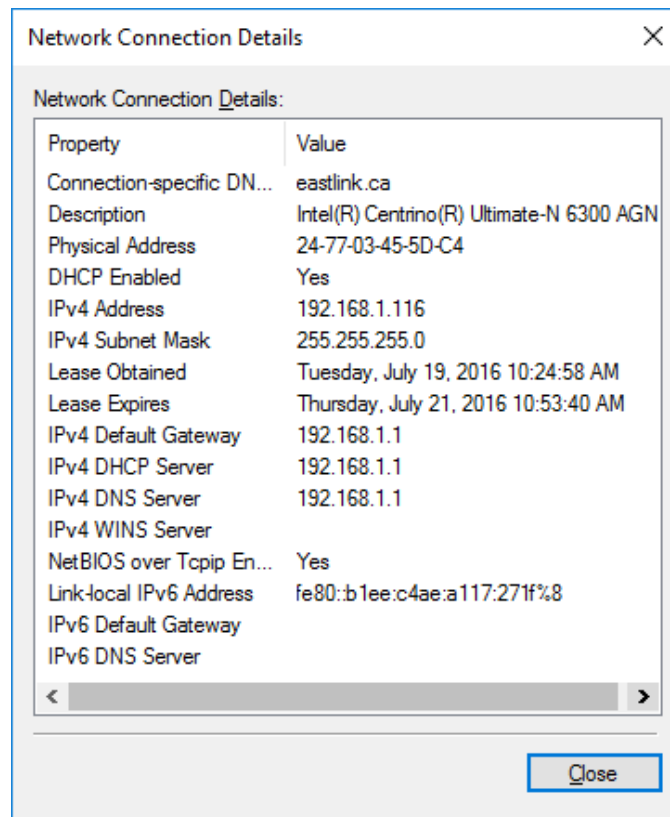 Network Connection Details
Network Connection Details:
Property Value
Connection-specific DN... eastlink.ca
Description Intel(R) Centrino(R) Ultimate-N 6300 AGN
Physical Address 24-77-03-45-5D-C4
DHCP Enabled Yes
IPv4 Address 192.168.1.116
IPv4 Subnet Mask 255.255.255.0
Lease Obtained Tuesday, July 19, 2016 10:24:58 AM
Lease Expires Thursday, July 21, 2016 10:53:40 AM
IPv4 Default Gateway 192.168.1.1
IPv4 DHCP Server 192.168.1.1
IPv4 DNS Server 192.168.1.1
IPv4 WINS Server
NetBIOS over Tcpip En... Yes
Link-local IPv6 Address fe80::b1ee:c4ae:a117:271f%8
IPv6 Default Gateway
IPv6 DNS Server
Close